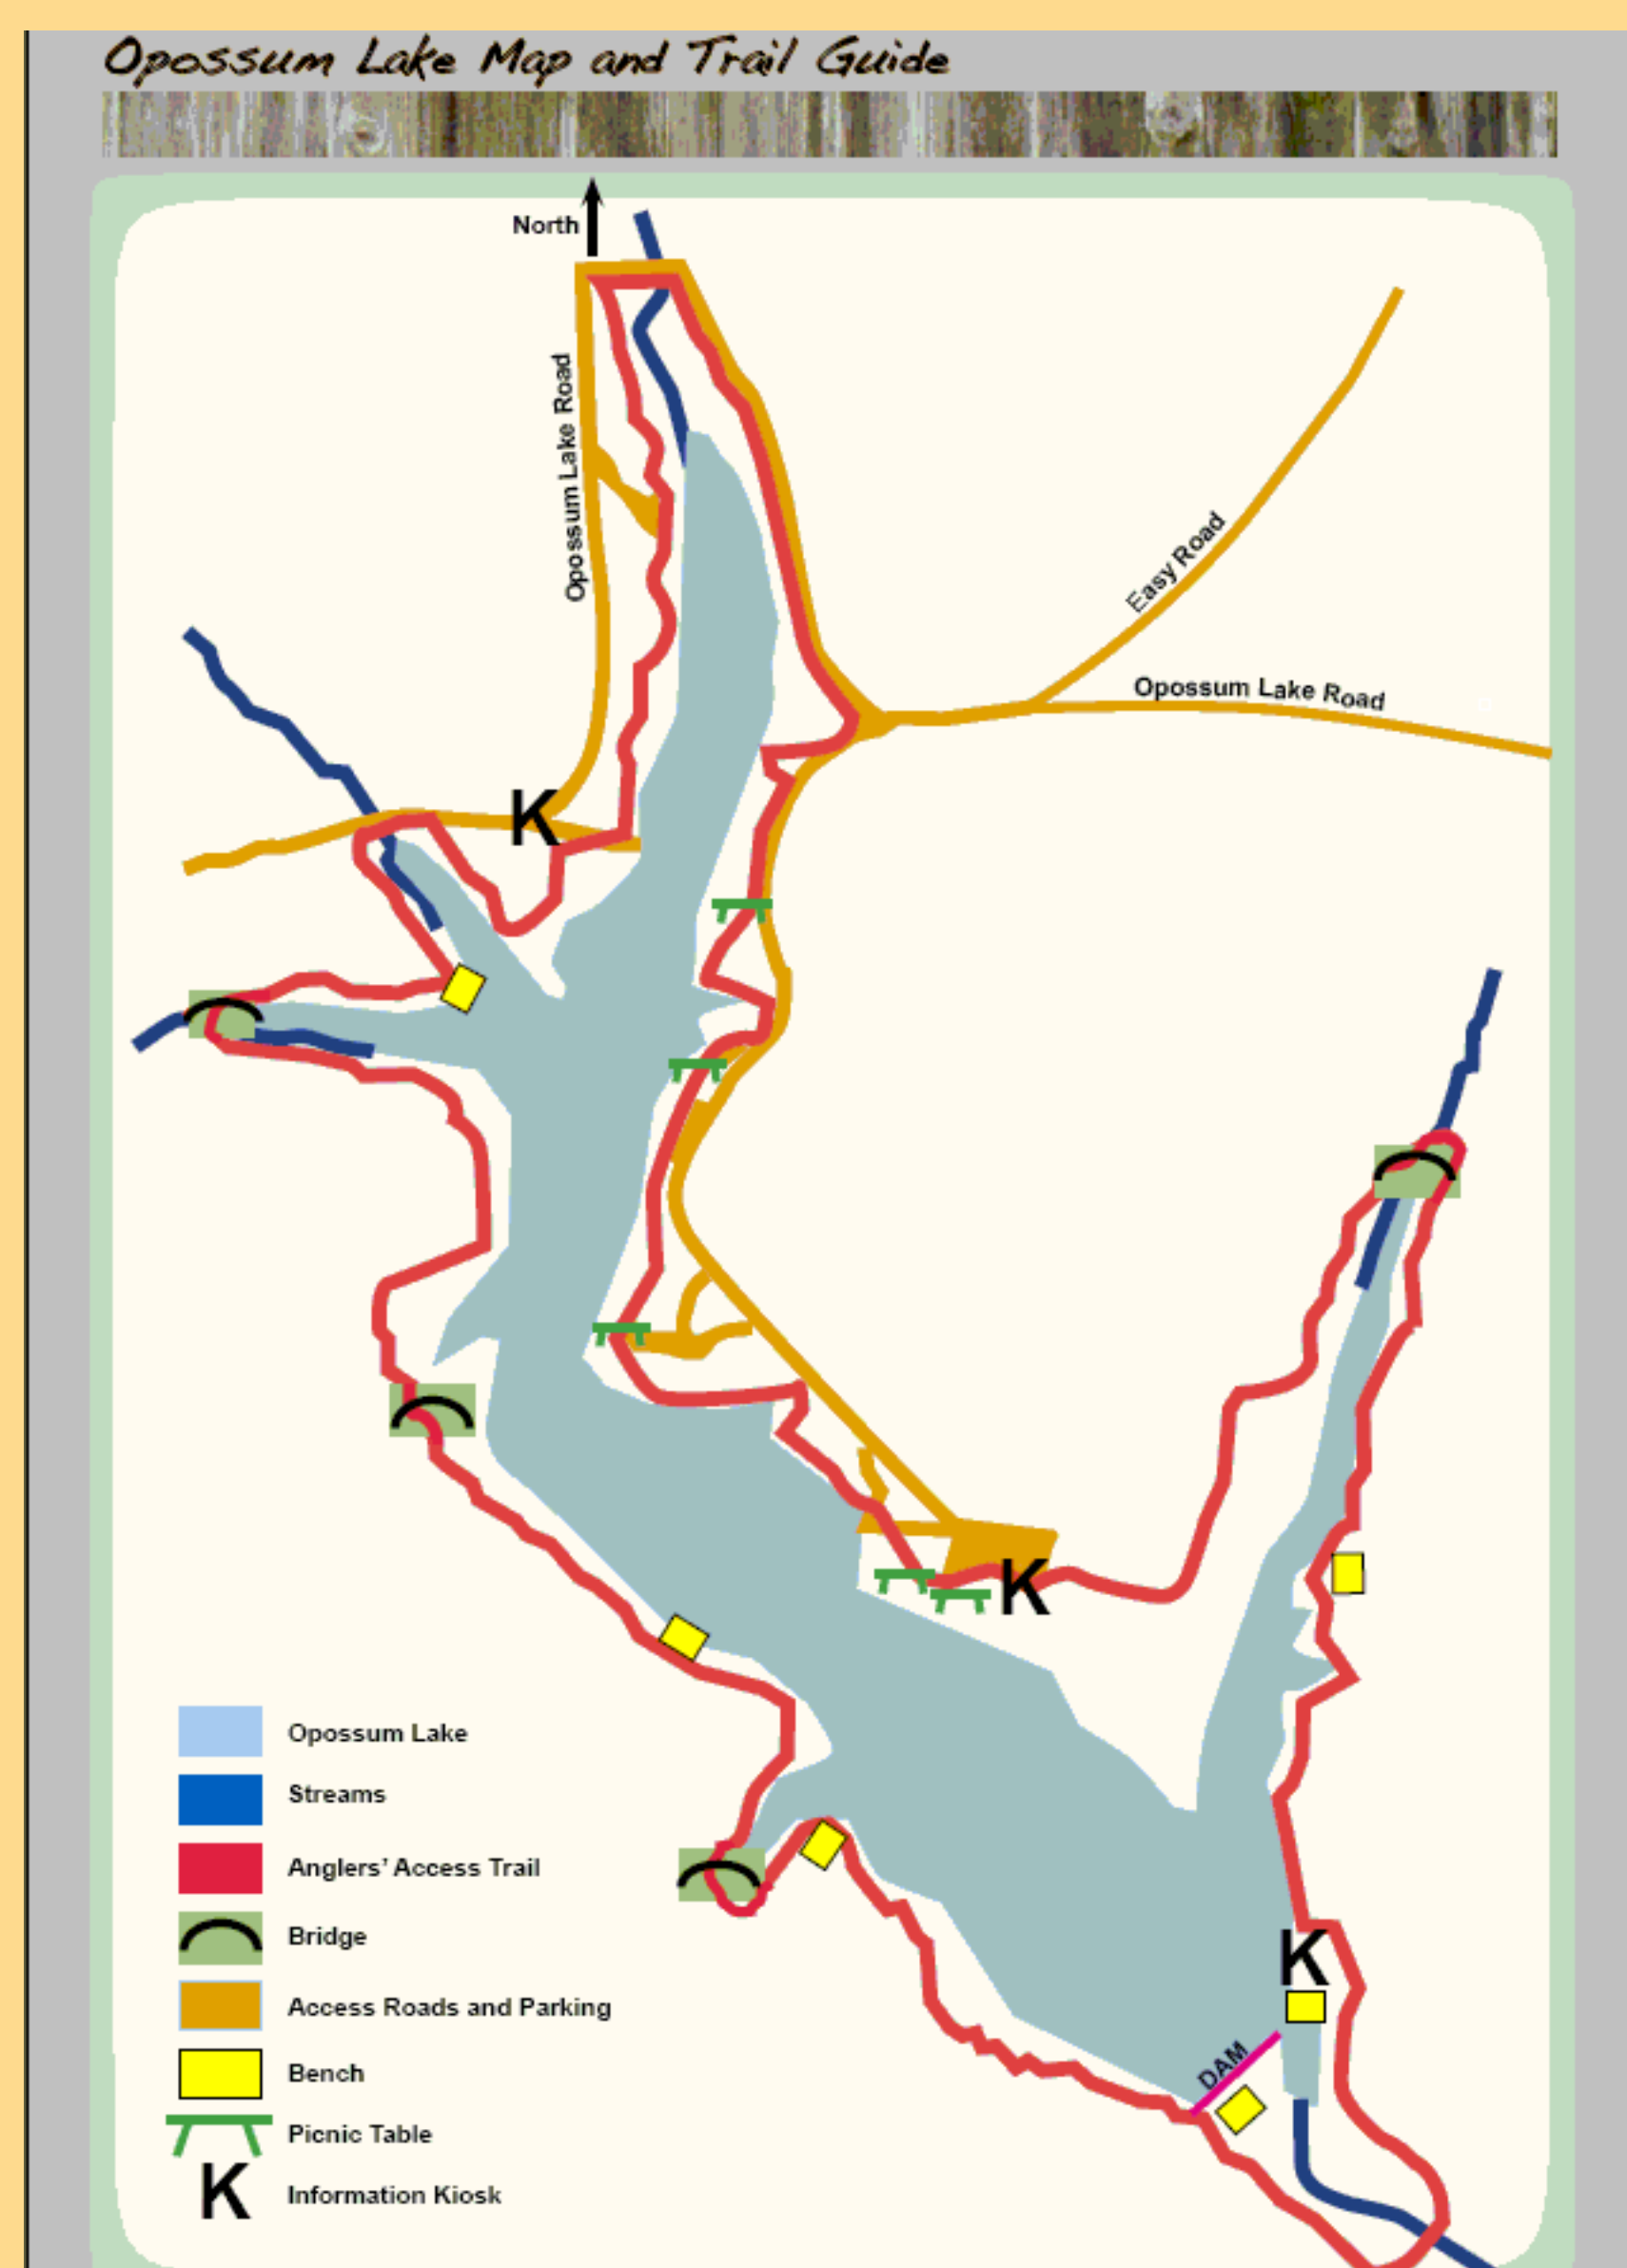 Opossum Lake Map and Trail Guide
North
Opossum Lake Road
Easy Road
Opossum Lake Road
K
K
K
DAM
Opossum Lake
Streams
Anglers' Access Trail
Bridge
Access Roads and Parking
Bench
Picnic Table
K Information Kiosk